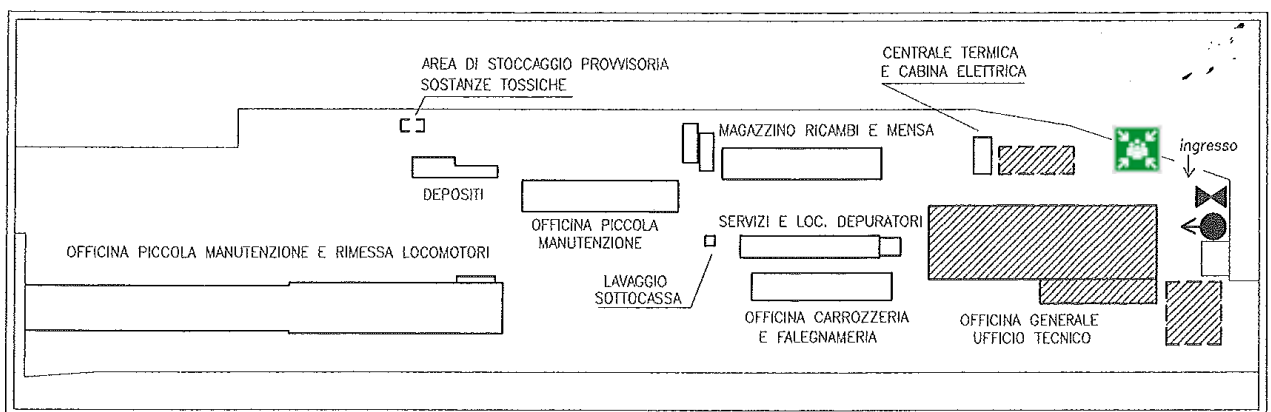 AREA DI STOCCAGGIO PROVVISORIA
SOSTANZE TOSSICHE
CENTRALE TERMICA
E CABINA ELETTRICA
MAGAZZINO RICAMBI E MENSA
ingresso
DEPOSITI
OFFICINA PICCOLA
MANUTENZIONE
SERVIZI E LOC. DEPURATORI
OFFICINA PICCOLA MANUTENZIONE E RIMESSA LOCOMOTORI
LAVAGGIO
SOTTOCASSA
OFFICINA CARROZZERIA
E FALEGNAMERIA
OFFICINA GENERALE
UFFICIO TECNICO